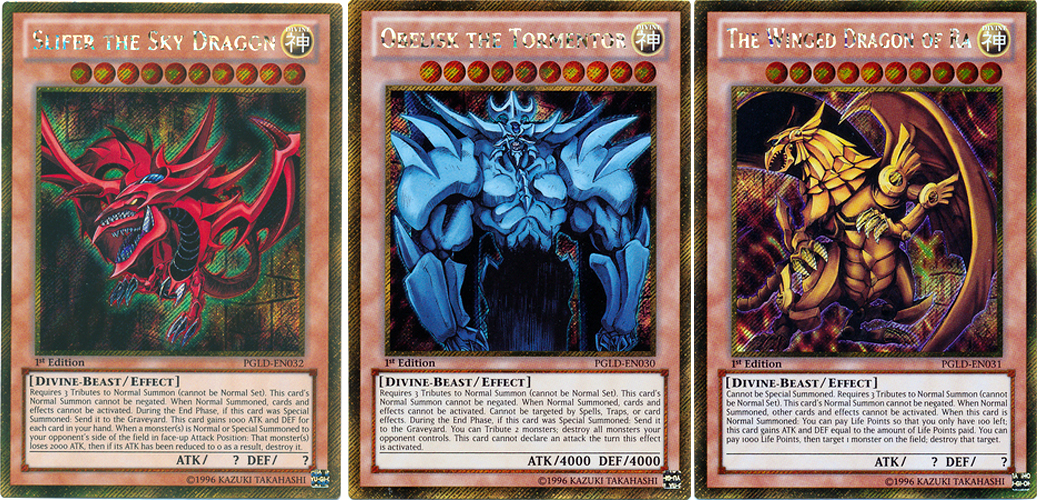 Slifer the Sky Dragon
DIVINE
神
1st Edition
PGLD-EN032
[DIVINE-BEAST/EFFECT]
Requires 3 Tributes to Normal Summon (cannot be Normal Set). This card's
Normal Summon cannot be negated. When Normal Summoned, cards and
effects cannot be activated. During the End Phase, if this card was Special
Summoned: Send it to the Graveyard. This card gains 1000 ATK and DEF for
each card in your hand. When a monster(s) is Normal or Special Summoned to
your opponent's side of the field in face-up Attack Position: That monster(s)
loses 2000 ATK, then if its ATK has been reduced to 0 as a result, destroy it.
ATK/ ? DEF/ ?
©1996 KAZUKI TAKAHASHI
Obelisk the Tormentor
DIVINE
神
1st Edition
PGLD-EN030
[DIVINE-BEAST/EFFECT]
Requires 3 Tributes to Normal Summon (cannot be Normal Set). This card's
Normal Summon cannot be negated. When Normal Summoned, cards and
effects cannot be activated. Cannot be targeted by Spells, Traps, or card
effects. During the End Phase, if this card was Special Summoned: Send it
to the Graveyard. You can Tribute 2 monsters; destroy all monsters your
opponent controls. This card cannot declare an attack the turn this effect
is activated.
ATK/4000 DEF/4000
©1996 KAZUKI TAKAHASHI
The Winged Dragon of Ra
DIVINE
神
1st Edition
PGLD-EN031
[DIVINE-BEAST/EFFECT]
Cannot be Special Summoned. Requires 3 Tributes to Normal Summon (cannot
be Normal Set). This card's Normal Summon cannot be negated. When Normal
Summoned, other cards and effects cannot be activated. When this card is
Normal Summoned: You can pay Life Points so that you only have 100 left;
this card gains ATK and DEF equal to the amount of Life Points paid. You can
pay 1000 Life Points, then target 1 monster on the field; destroy that target.
ATK/ ? DEF/ ?
©1996 KAZUKI TAKAHASHI